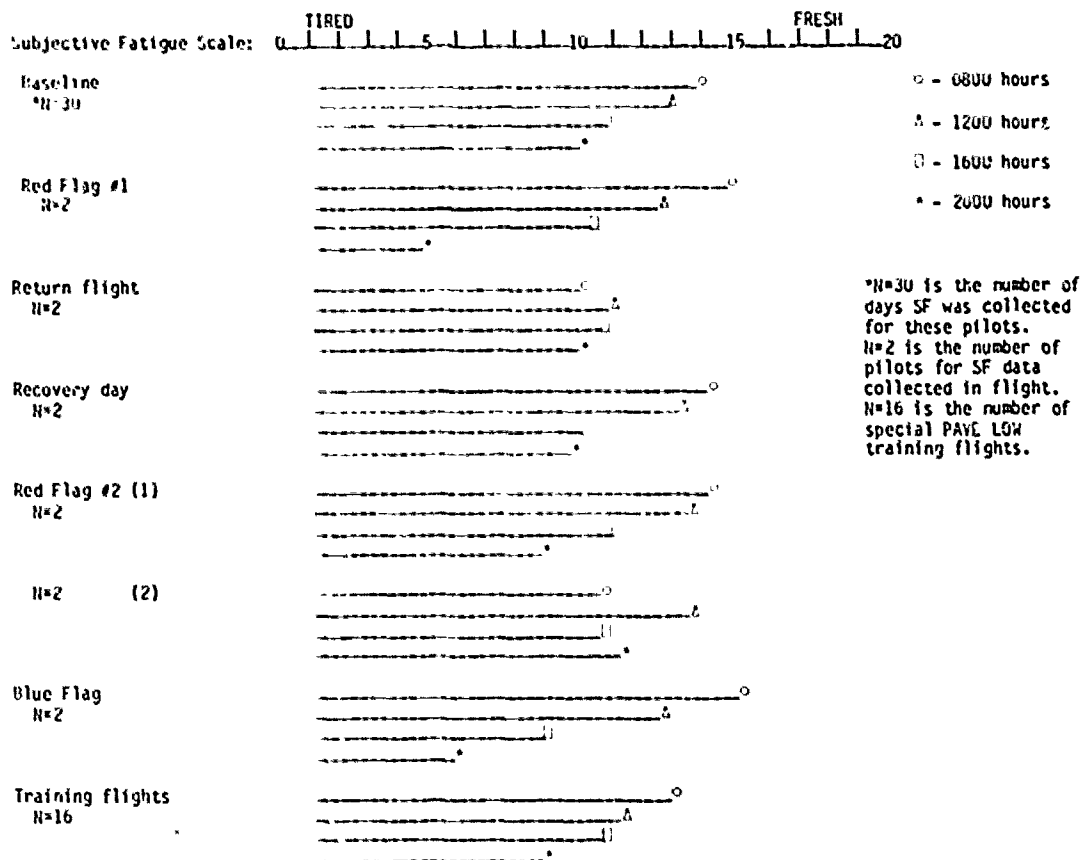 TIRED FRESH
Subjective Fatigue Scale: 0 5 10 15 20
Baseline
*N=30
o - 0800 hours
Δ - 1200 hours
▯ - 1600 hours
* - 2000 hours
Red Flag #1
N=2
Return flight
N=2
*N=30 is the number of
days SF was collected
for these pilots.
N=2 is the number of
pilots for SF data
collected in flight.
N=16 is the number of
special PAVE LOW
training flights.
Recovery day
N=2
Red Flag #2 (1)
N=2
N=2 (2)
Blue Flag
N=2
Training flights
N=16